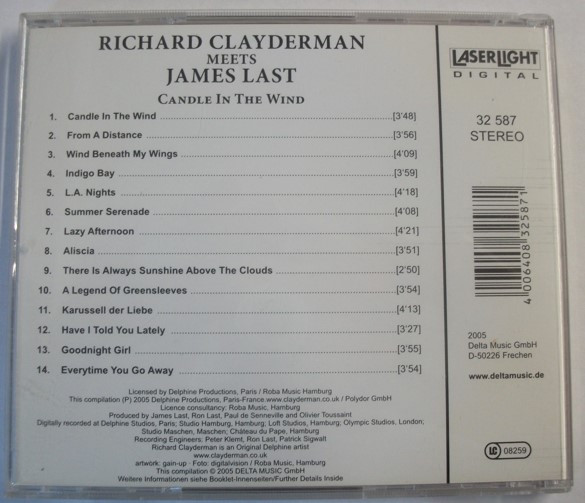 RICHARD CLAYDERMAN
MEETS
JAMES LAST
CANDLE IN THE WIND
1. Candle In The Wind [3'48]
2. From A Distance [3'56]
3. Wind Beneath My Wings [4'09]
4. Indigo Bay [3'59]
5. L.A. Nights [4'18]
6. Summer Serenade [4'08]
7. Lazy Afternoon [4'21]
8. Aliscia [3'51]
9. There Is Always Sunshine Above The Clouds [2'50]
10. A Legend Of Greensleeves [3'54]
11. Karussell der Liebe [4'13]
12. Have I Told You Lately [3'27]
13. Goodnight Girl [3'55]
14. Everytime You Go Away [3'54]
Licensed by Delphine Productions, Paris / Roba Music Hamburg
This compilation (P) 2005 Delphine Productions, Paris-France.www.clayderman.co.uk / Polydor GmbH
Licence consultancy: Roba Music, Hamburg
Produced by James Last, Ron Last, Paul de Senneville and Olivier Toussaint
Digitally recorded at Delphine Studios, Paris; Studio Hamburg, Hamburg; Loft Studios, Hamburg; Olympic Studios, London;
Studio Maschen, Maschen; Château du Pape, Hamburg
Recording Engineers: Peter Klemt, Ron Last, Patrick Sigwalt
Richard Clayderman is an Original Delphine artist
www.clayderman.co.uk
artwork: gain-up · Foto: digitalvision / Roba Music, Hamburg
This compilation © 2005 DELTA MUSIC GmbH
Weitere Informationen siehe Booklet-Innenseiten/Further Details Inside
LASERLIGHT
DIGITAL
32 587
STEREO
4 006408 325871
2005
Delta Music GmbH
D-50226 Frechen
www.deltamusic.de
LC 08259